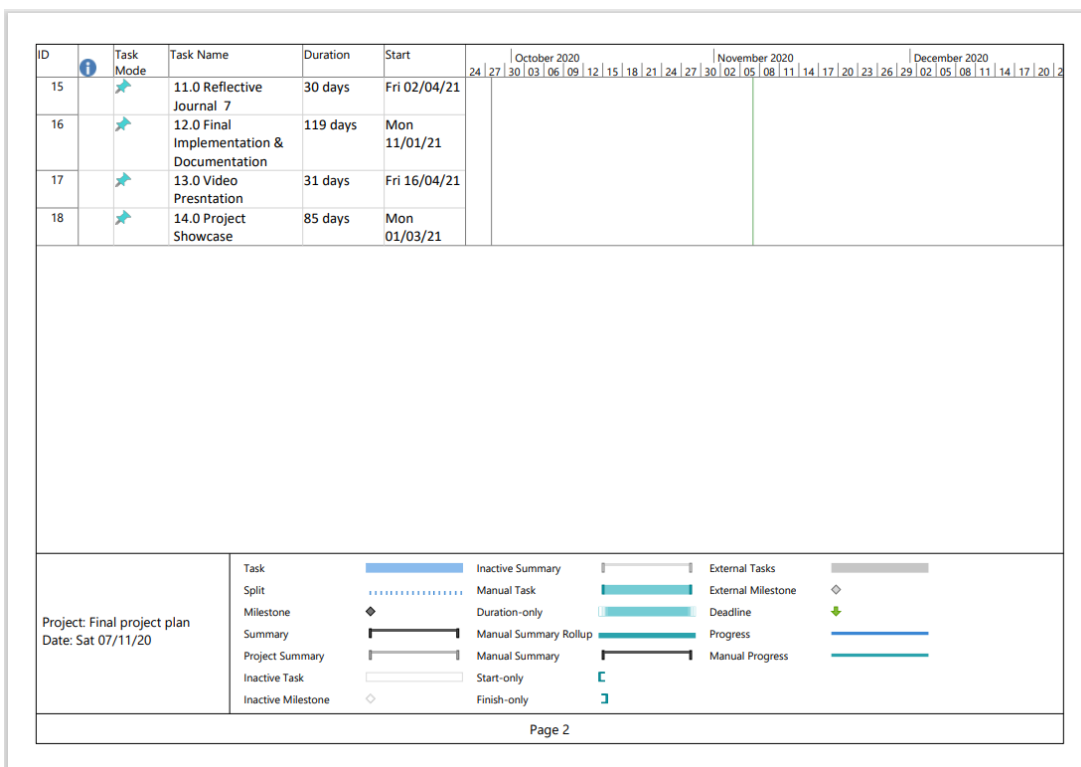 ID Task Mode Task Name Duration Start
October 2020 November 2020 December 2020
24 27 30 03 06 09 12 15 18 21 24 27 30 02 05 08 11 14 17 20 23 26 29 02 05 08 11 14 17 20
15 11.0 Reflective Journal 7 30 days Fri 02/04/21
16 12.0 Final Implementation & Documentation 119 days Mon 11/01/21
17 13.0 Video Presntation 31 days Fri 16/04/21
18 14.0 Project Showcase 85 days Mon 01/03/21
Project: Final project plan
Date: Sat 07/11/20
Task
Split
Milestone
Summary
Project Summary
Inactive Task
Inactive Milestone
Inactive Summary
Manual Task
Duration-only
Manual Summary Rollup
Manual Summary
Start-only
Finish-only
External Tasks
External Milestone
Deadline
Progress
Manual Progress
Page 2